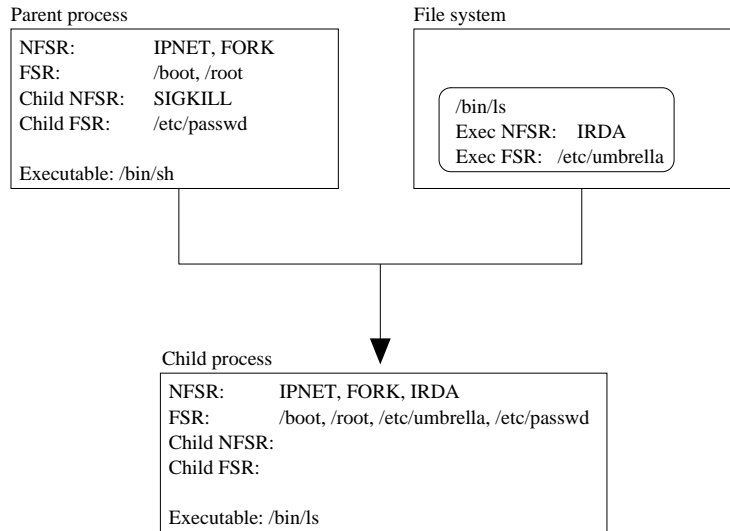 Parent process
NFSR: IPNET, FORK
FSR: /boot, /root
Child NFSR: SIGKILL
Child FSR: /etc/passwd
Executable: /bin/sh
File system
/bin/ls
Exec NFSR: IRDA
Exec FSR: /etc/umbrella
Child process
NFSR: IPNET, FORK, IRDA
FSR: /boot, /root, /etc/umbrella, /etc/passwd
Child NFSR:
Child FSR:
Executable: /bin/ls